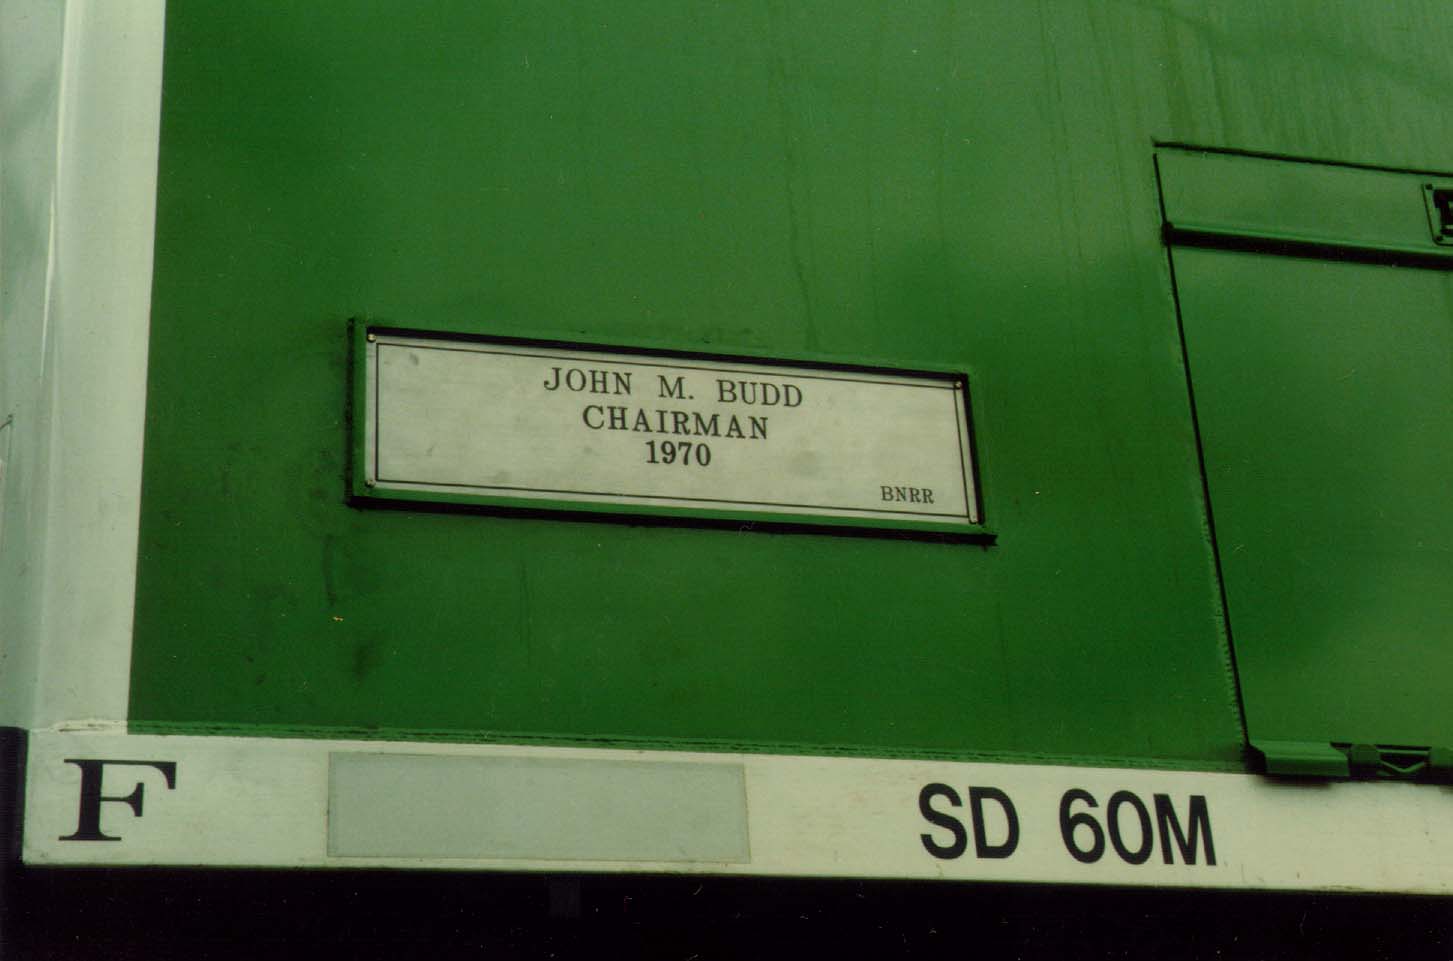 JOHN M. BUDD
CHAIRMAN
1970
BNRR
F
SD 60M